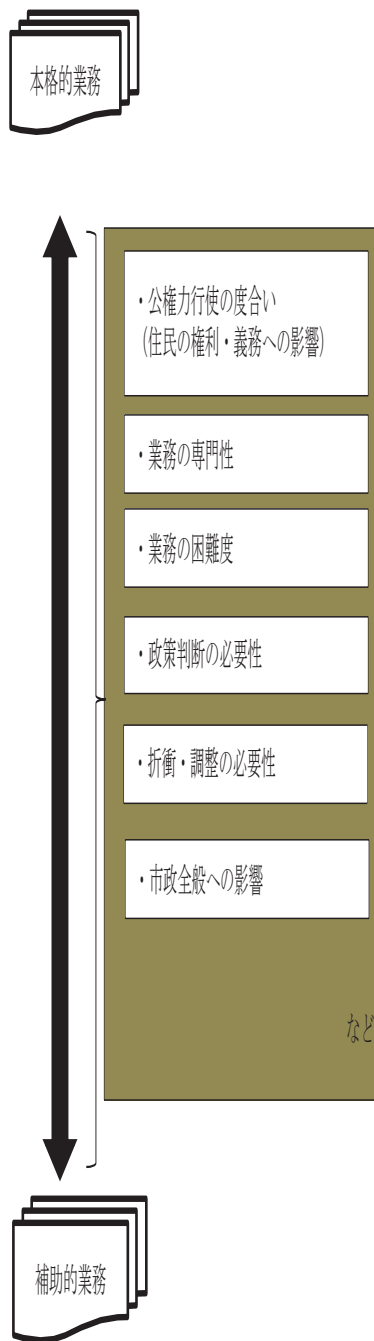 本格的業務
・公権力行使の度合い
(住民の権利・義務への影響)
・業務の専門性
・業務の困難度
・政策判断の必要性
・折衝・調整の必要性
・市政全般への影響
など
補助的業務